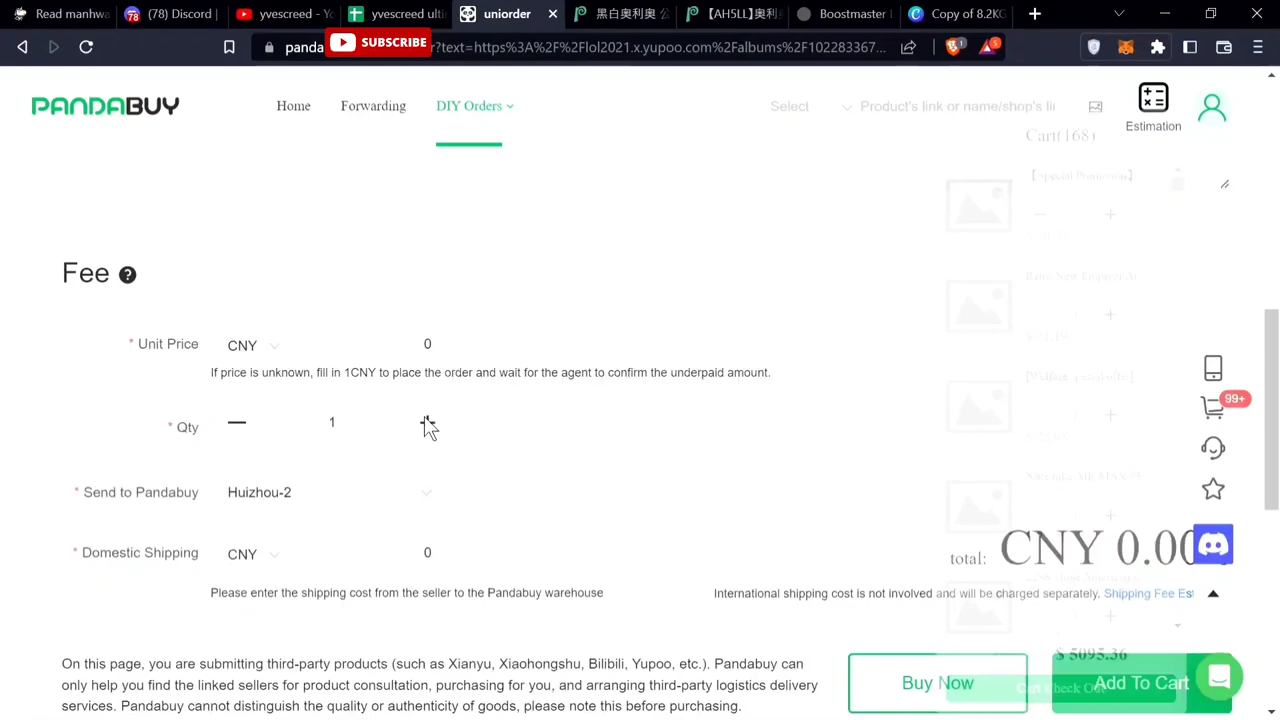 Read manhwa
(78) Discord |
yvescreed - Yo
yvescreed ulti
uniorder
黑白奥利奥 公
【AH5LL】奥利
Boostmaster
Copy of 8.2KG
panda
SUBSCRIBE
r?text=https%3A%2F%2Flol2021.x.yupoo.com%2Falbums%2F102283367...
PANDABUY
Home
Forwarding
DIY Orders
Select
Product's link or name/shop's lin
Estimation
Cart(168)
【Special Promotion】
Fee ?
* Unit Price
CNY
0
If price is unknown, fill in 1CNY to place the order and wait for the agent to confirm the underpaid amount.
* Qty
1
99+
* Send to Pandabuy
Huizhou-2
total:
CNY 0.00
* Domestic Shipping
CNY
0
Please enter the shipping cost from the seller to the Pandabuy warehouse
International shipping cost is not involved and will be charged separately. Shipping Fee Est
$ 5095.36
On this page, you are submitting third-party products (such as Xianyu, Xiaohongshu, Bilibili, Yupoo, etc.). Pandabuy can
only help you find the linked sellers for product consultation, purchasing for you, and arranging third-party logistics delivery
services. Pandabuy cannot distinguish the quality or authenticity of goods, please note this before purchasing.
Buy Now
Cart Check Out
Add To Cart